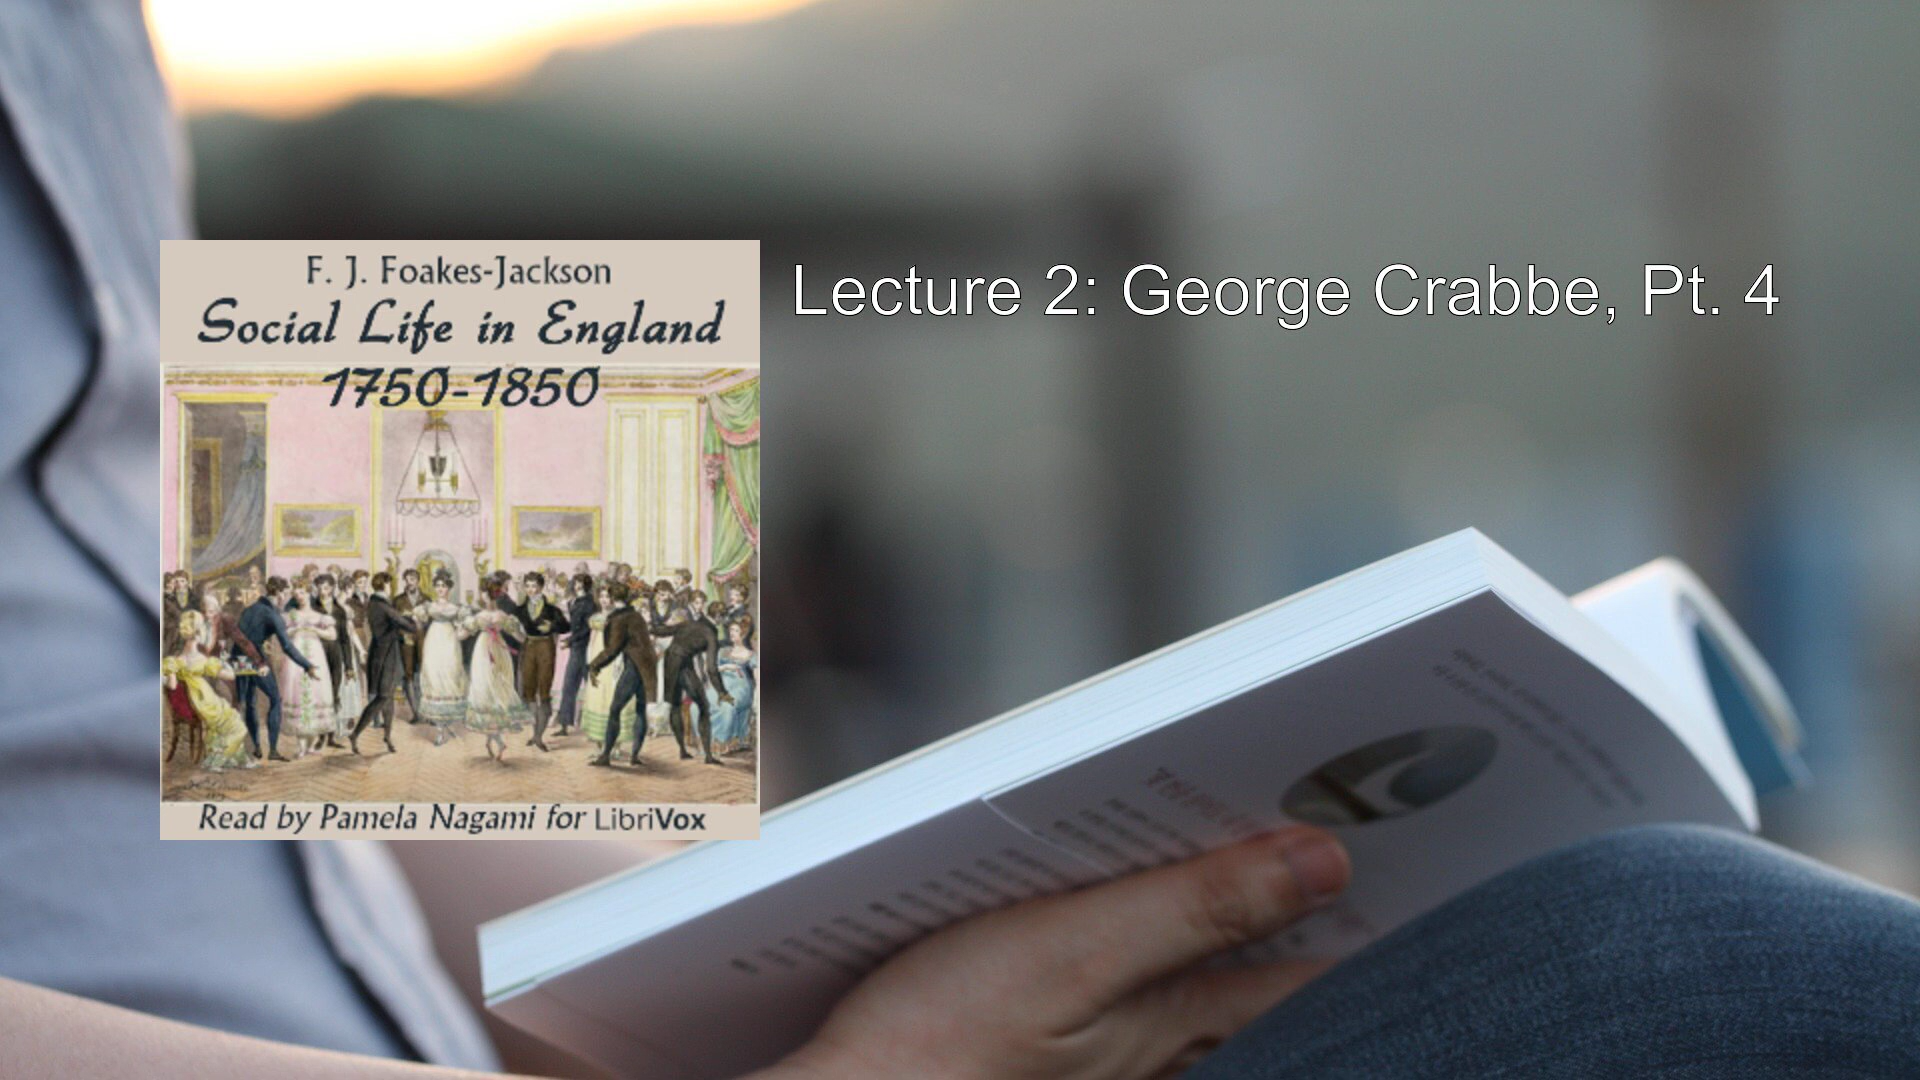 F. J. Foakes-Jackson
Social Life in England
1750-1850
Read by Pamela Nagami for LibriVox
Lecture 2: George Crabbe, Pt. 4